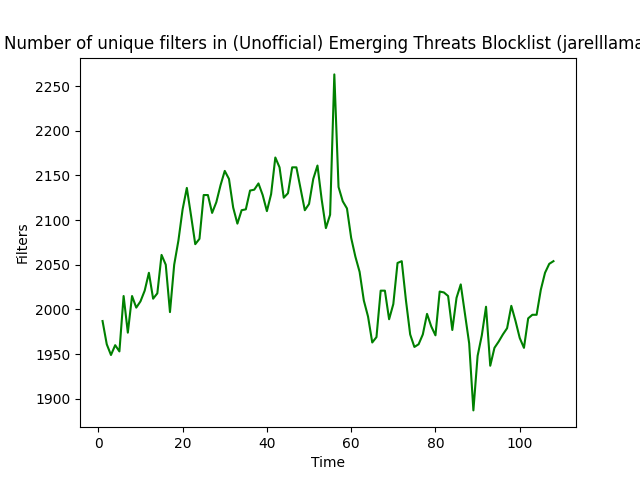 Number of unique filters in (Unofficial) Emerging Threats Blocklist (jarelllama
2250
2200
2150
2100
2050
2000
1950
1900
Filters
0 20 40 60 80 100
Time